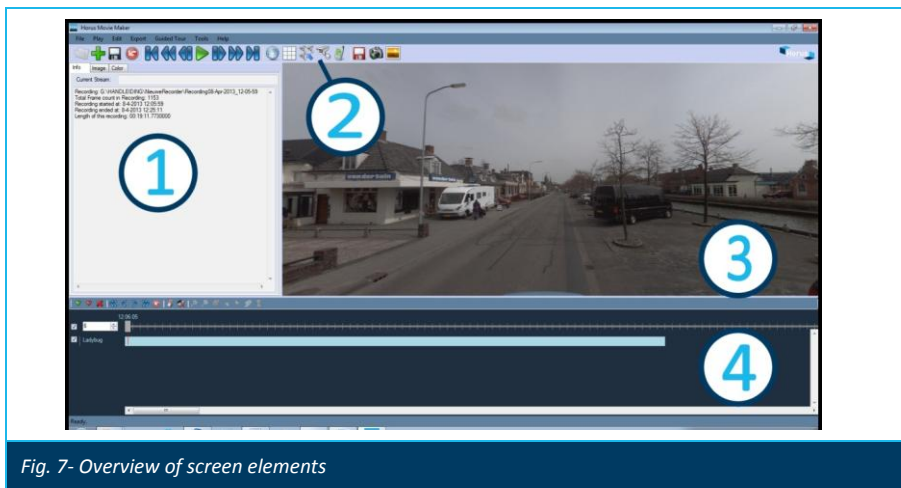 Horus Movie Maker
File Play Edit Export Guided Tour Tools Help
Info Image Color
Horus
Current Stream:
Recording: G:\HANDLEIDING\NieuweRecorder\Recording08-Apr-2013_12-05-59
Total Frame count in Recording: 1153
Recording started at: 8-4-2013 12:05:59
Recording ended at: 8-4-2013 12:25:11
Length of this recording: 00:19:11.7730000
1
2
3
4
12:06:05
Ladybug
Ready.
Fig. 7- Overview of screen elements